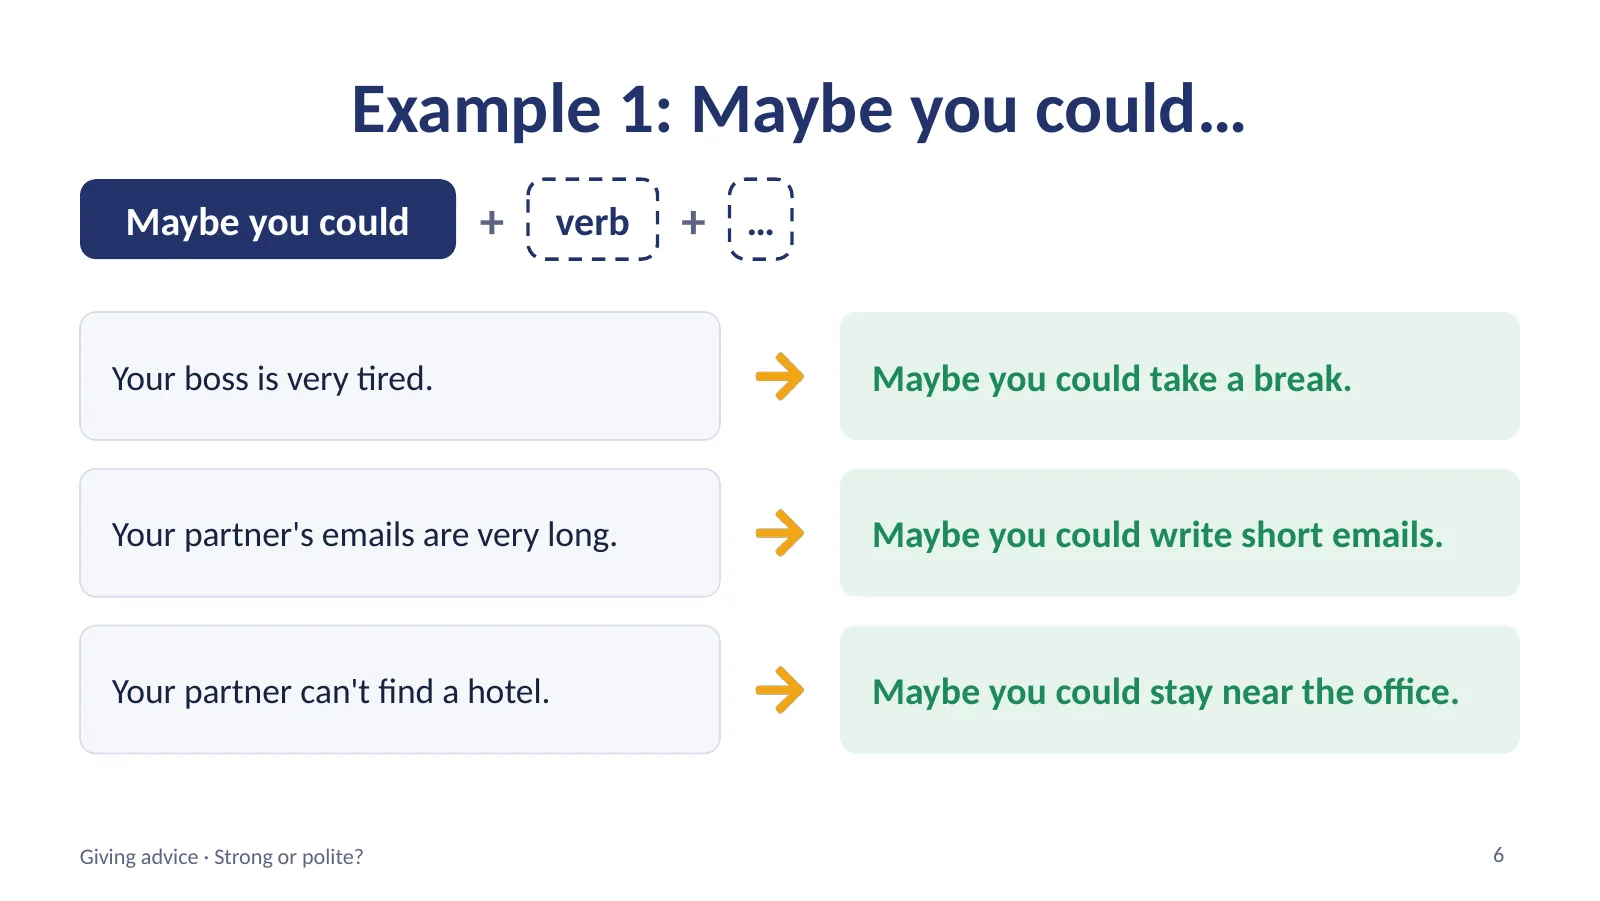 Example 1: Maybe you could...
Maybe you could + verb + ...
Your boss is very tired.
Maybe you could take a break.
Your partner's emails are very long.
Maybe you could write short emails.
Your partner can't find a hotel.
Maybe you could stay near the office.
Giving advice · Strong or polite?
6